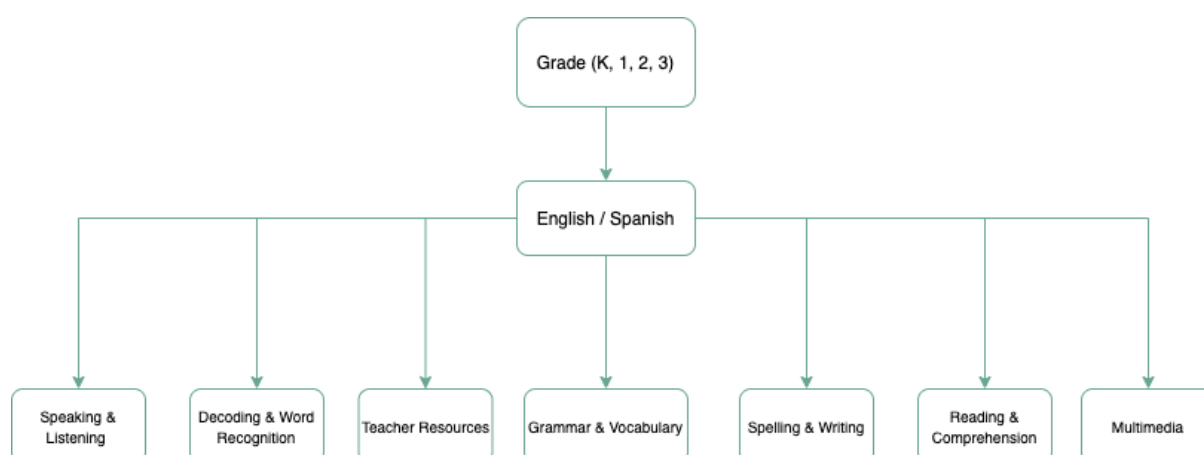 Grade (K, 1, 2, 3)
English / Spanish
Speaking &
Listening
Decoding & Word
Recognition
Teacher Resources
Grammar & Vocabulary
Spelling & Writing
Reading &
Comprehension
Multimedia